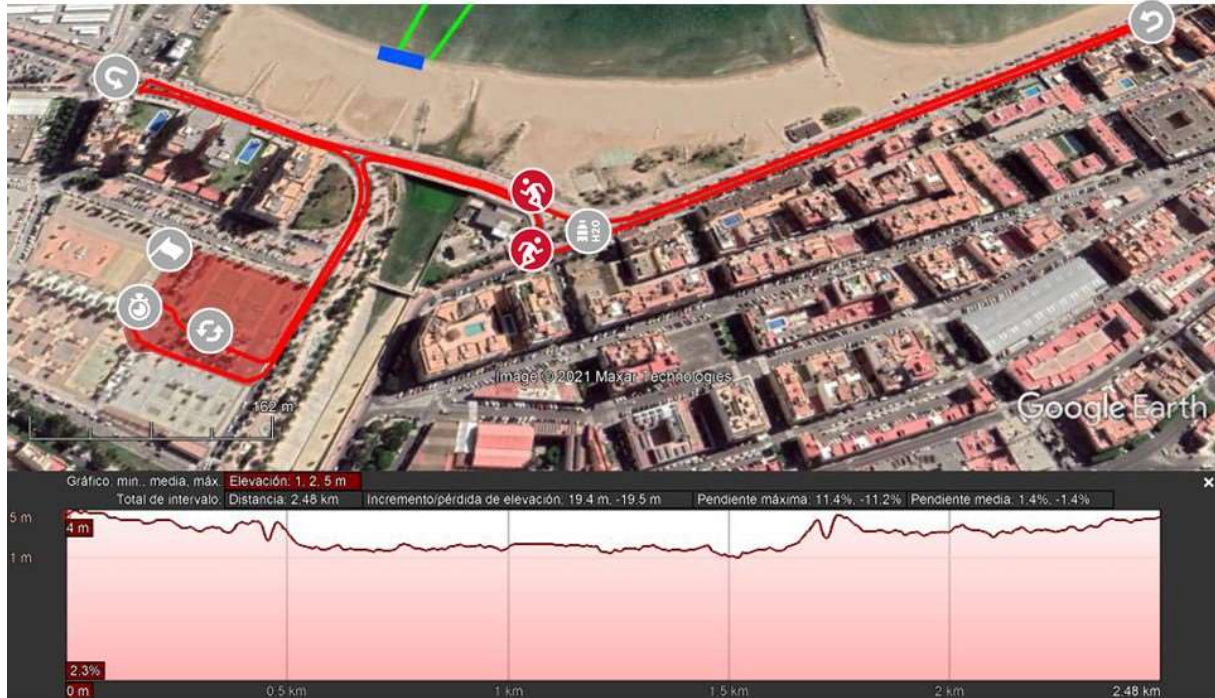 H2O
Image © 2021 Maxar Technologies
162 m
Google Earth
Gráfico: min., media, máx. Elevación: 1, 2, 5 m
Total de intervalo: Distancia: 2.48 km Incremento/pérdida de elevación: 19.4 m, -19.5 m Pendiente máxima: 11.4%, -11.2% Pendiente media: 1.4%, -1.4%
5 m
4 m
1 m
2.3%
0 m 0.5 km 1 km 1.5 km 2 km 2.48 km